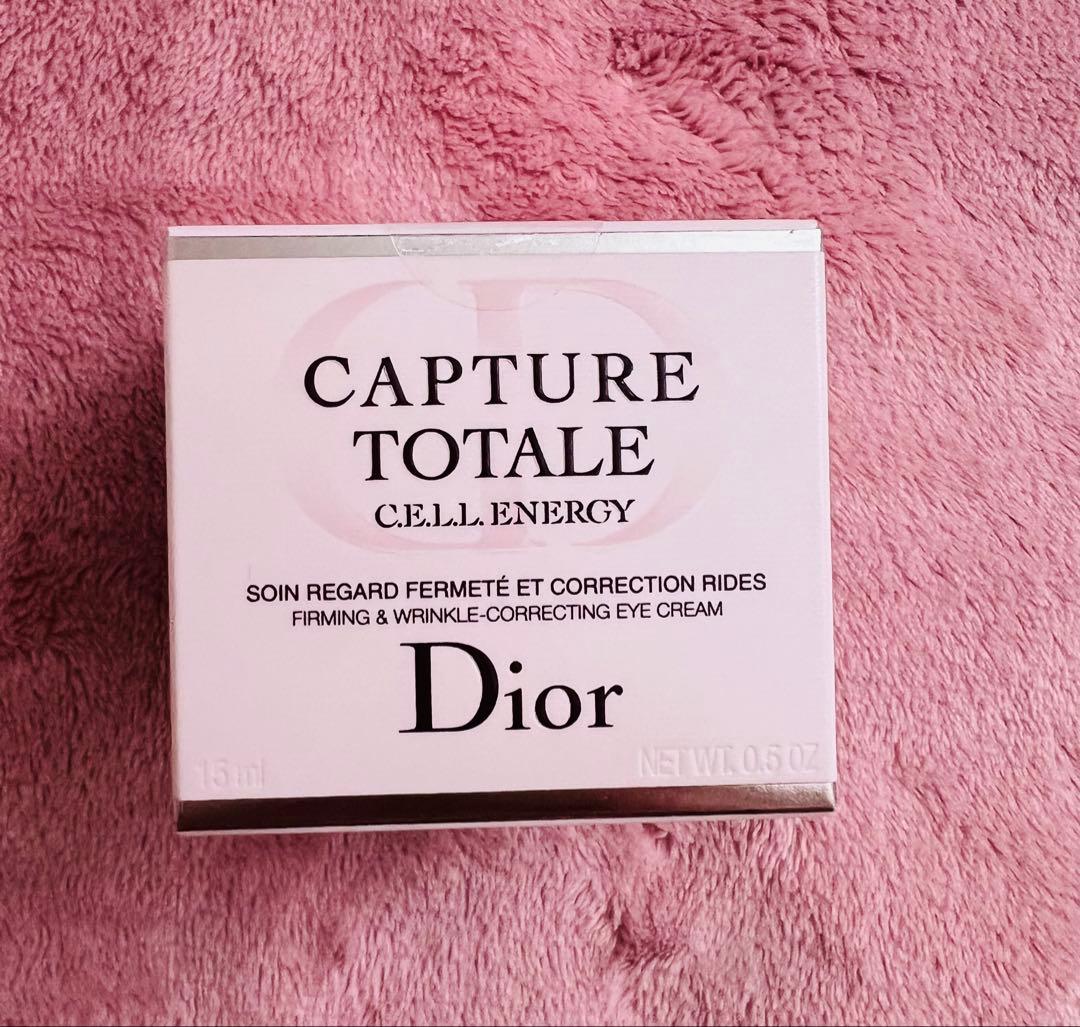 CAPTURE
TOTALE
C.E.L.L. ENERGY
SOIN REGARD FERMETÉ ET CORRECTION RIDES
FIRMING & WRINKLE-CORRECTING EYE CREAM
Dior
15 ml NET WT. 0.5 OZ